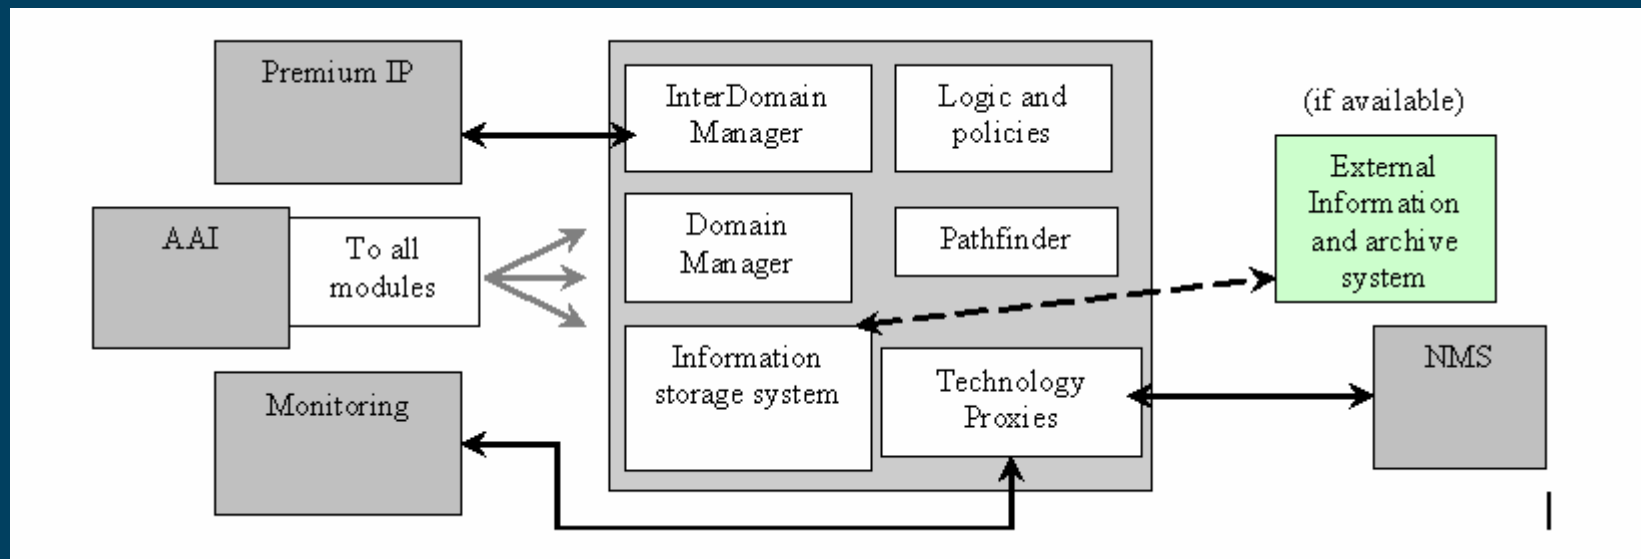 Premium IP
InterDomain
Manager
Logic and
policies
(if available)
External
Information
and archive
system
AAI
To all
modules
Domain
Manager
Pathfinder
Information
storage system
Technology
Proxies
NMS
Monitoring